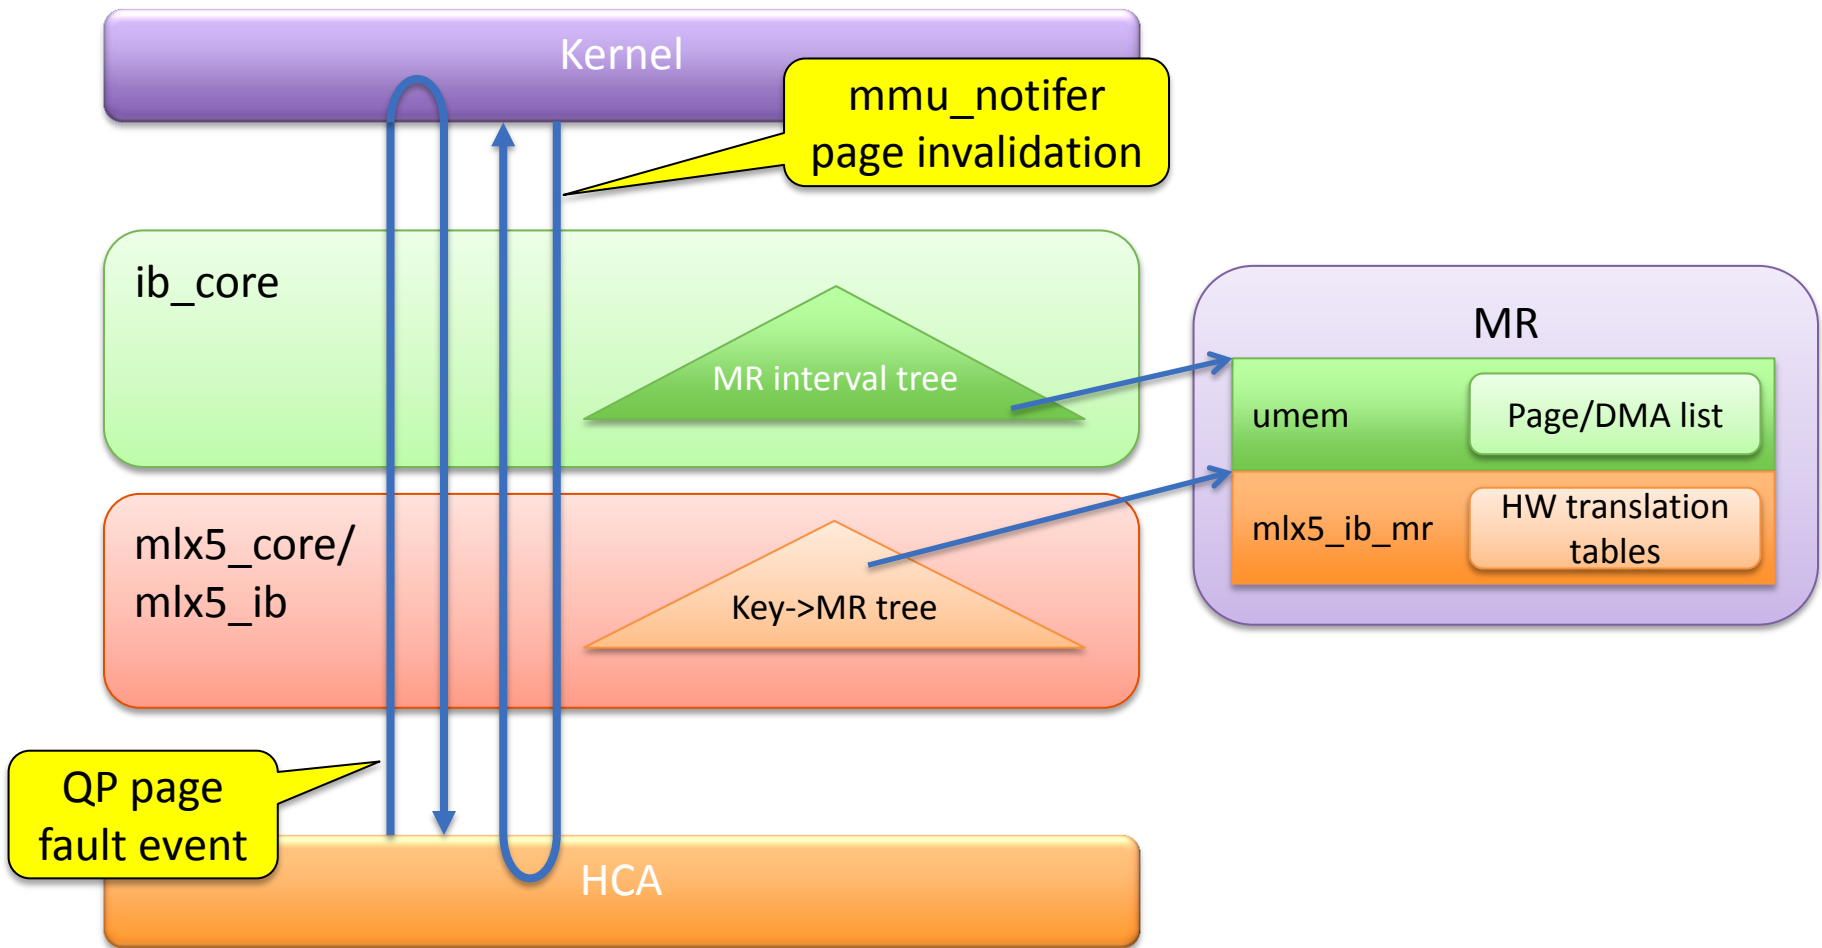 Kernel
mmu_notifer
page invalidation
ib_core
MR interval tree
MR
umem
Page/DMA list
mlx5_ib_mr
HW translation
tables
mlx5_core/
mlx5_ib
Key->MR tree
QP page
fault event
HCA